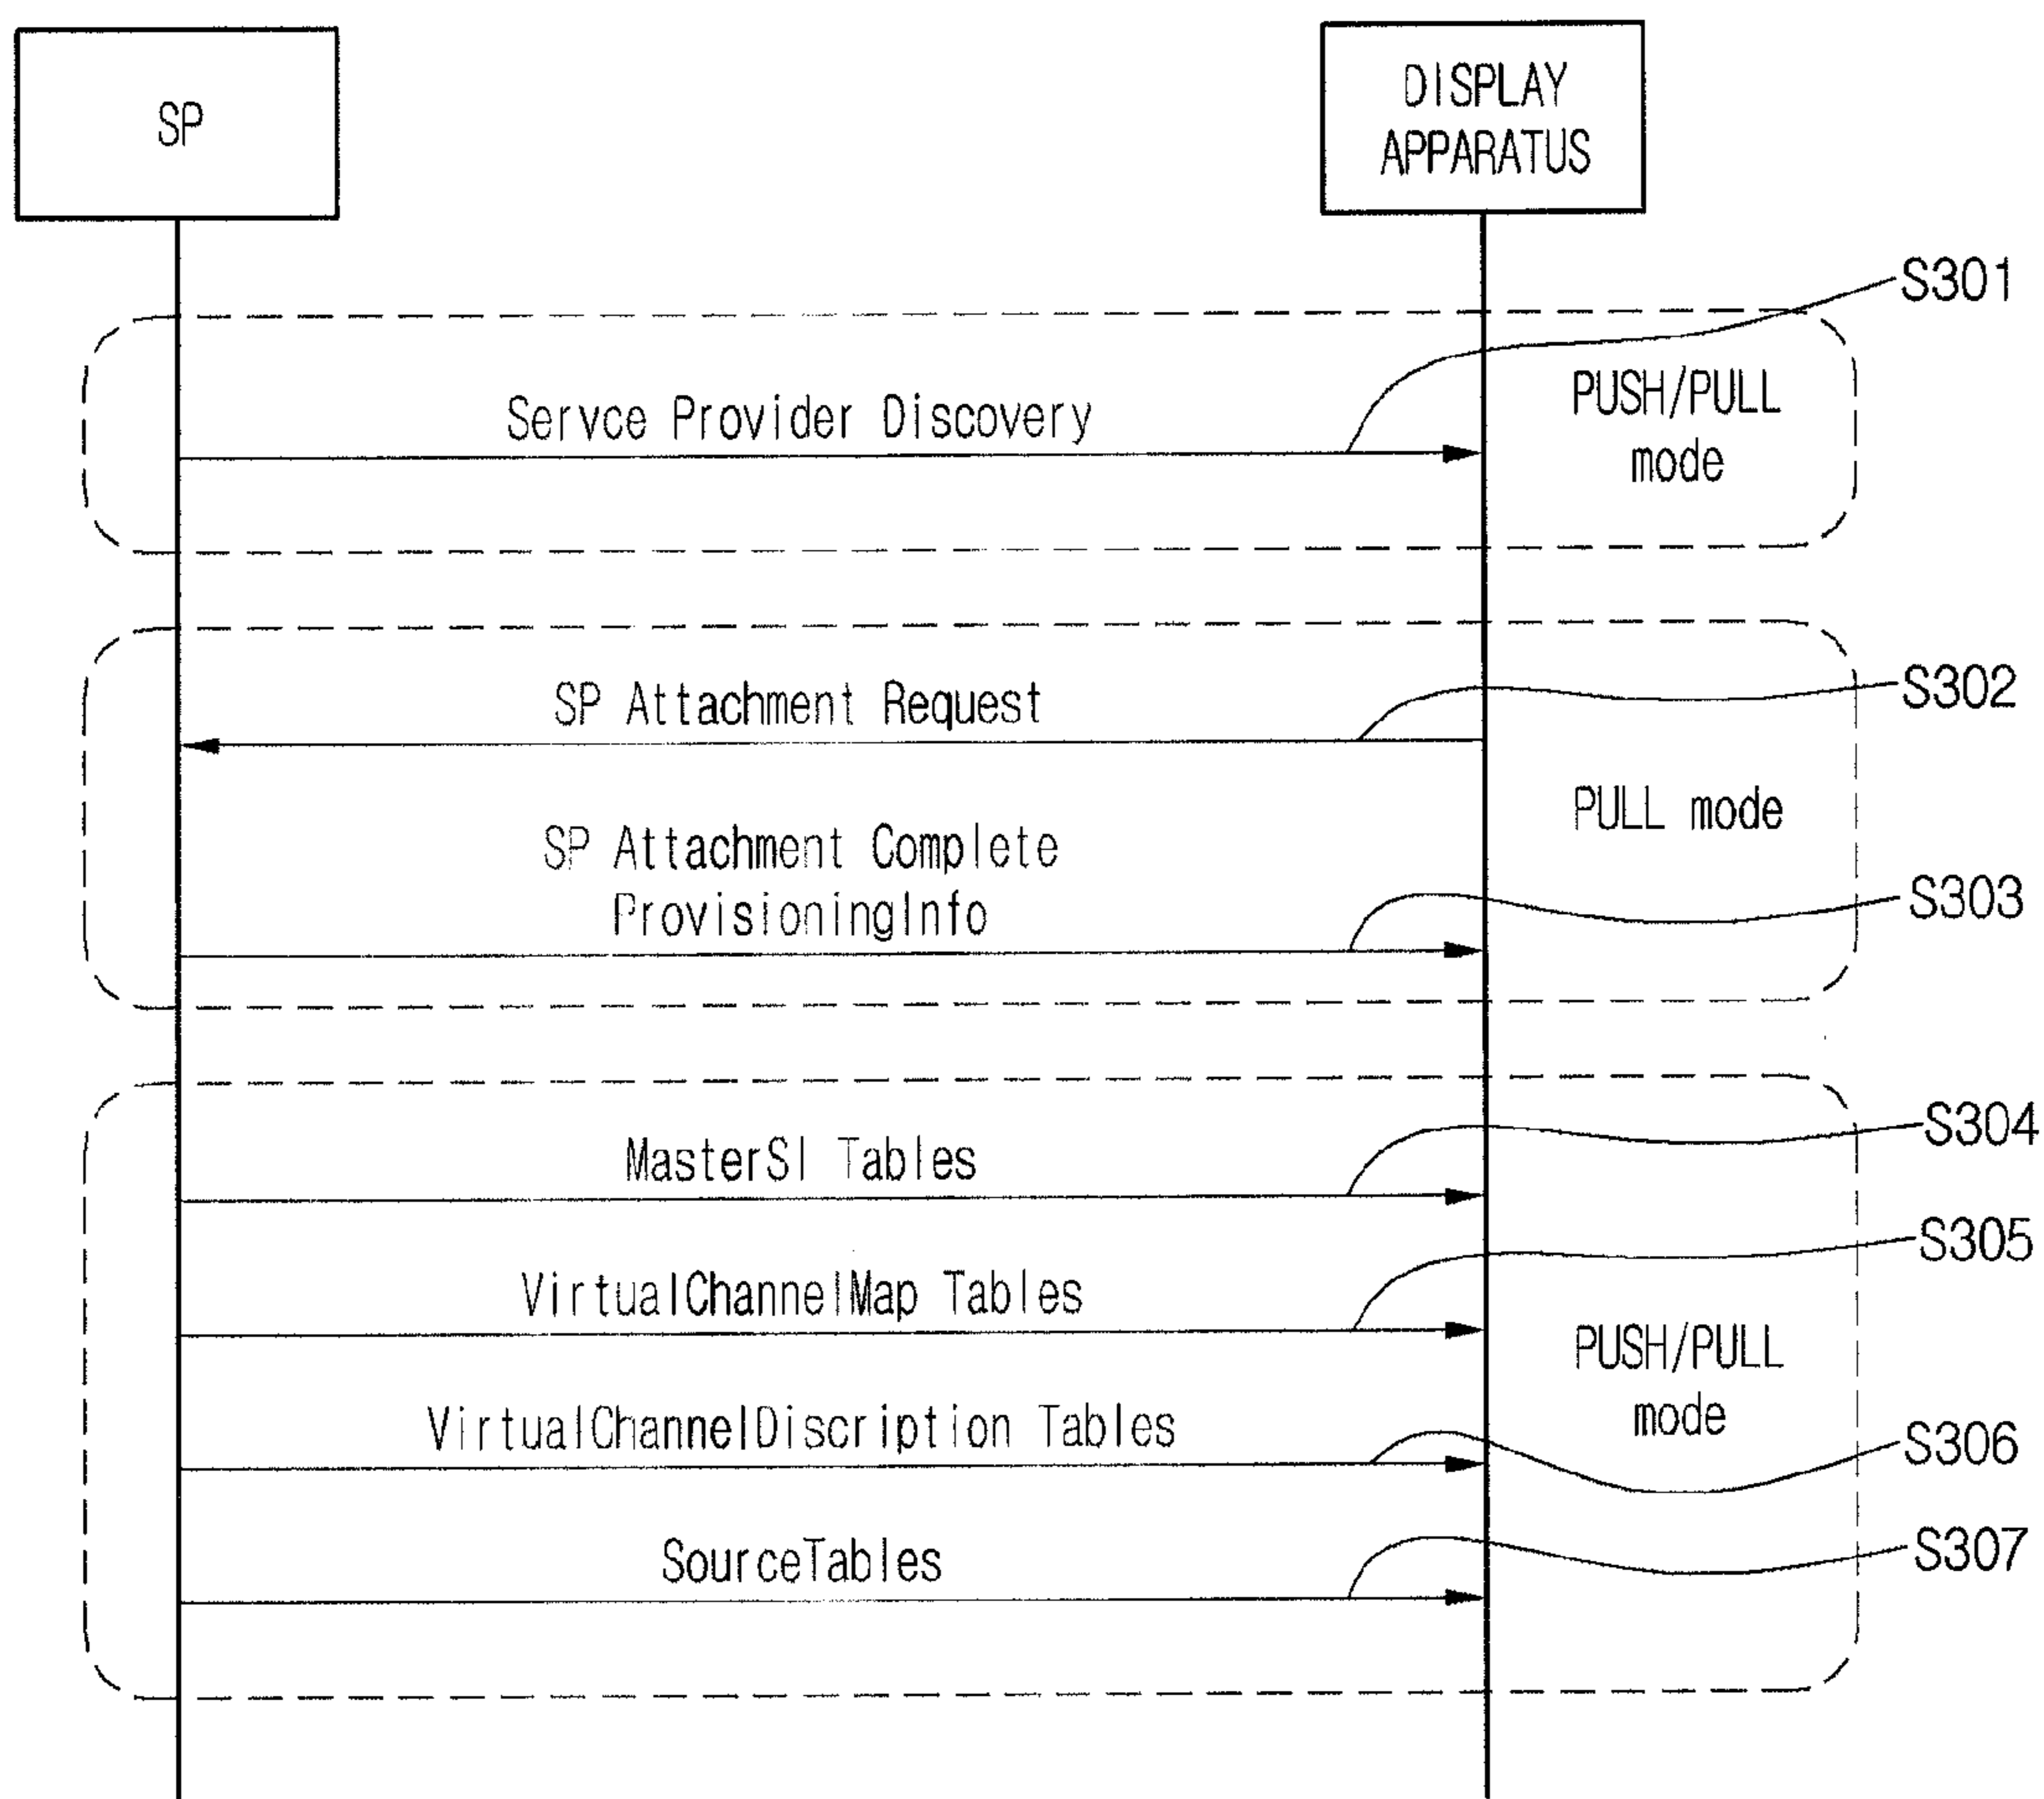 SP
DISPLAY
APPARATUS
S301
Servce Provider Discovery
PUSH/PULL
mode
SP Attachment Request
S302
PULL mode
SP Attachment Complete
ProvisioningInfo
S303
MasterSI Tables
S304
VirtualChannelMap Tables
S305
PUSH/PULL
mode
VirtualChannelDiscription Tables
S306
SourceTables
S307